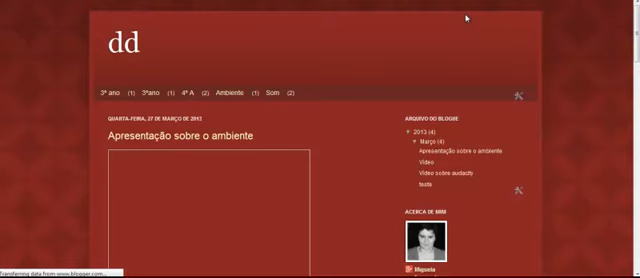 dd
3º ano (1) 3ºano (1) 4º A (2) Ambiente (1) Som (2)
QUARTA-FEIRA, 27 DE MARÇO DE 2013
Apresentação sobre o ambiente
ARQUIVO DO BLOGUE
▼ 2013 (4)
▼ Março (4)
Apresentação sobre o ambiente
Vídeo
Vídeo sobre audacity
teste
ACERCA DE MIM
Miguela
Transferring data from www.blogger.com...